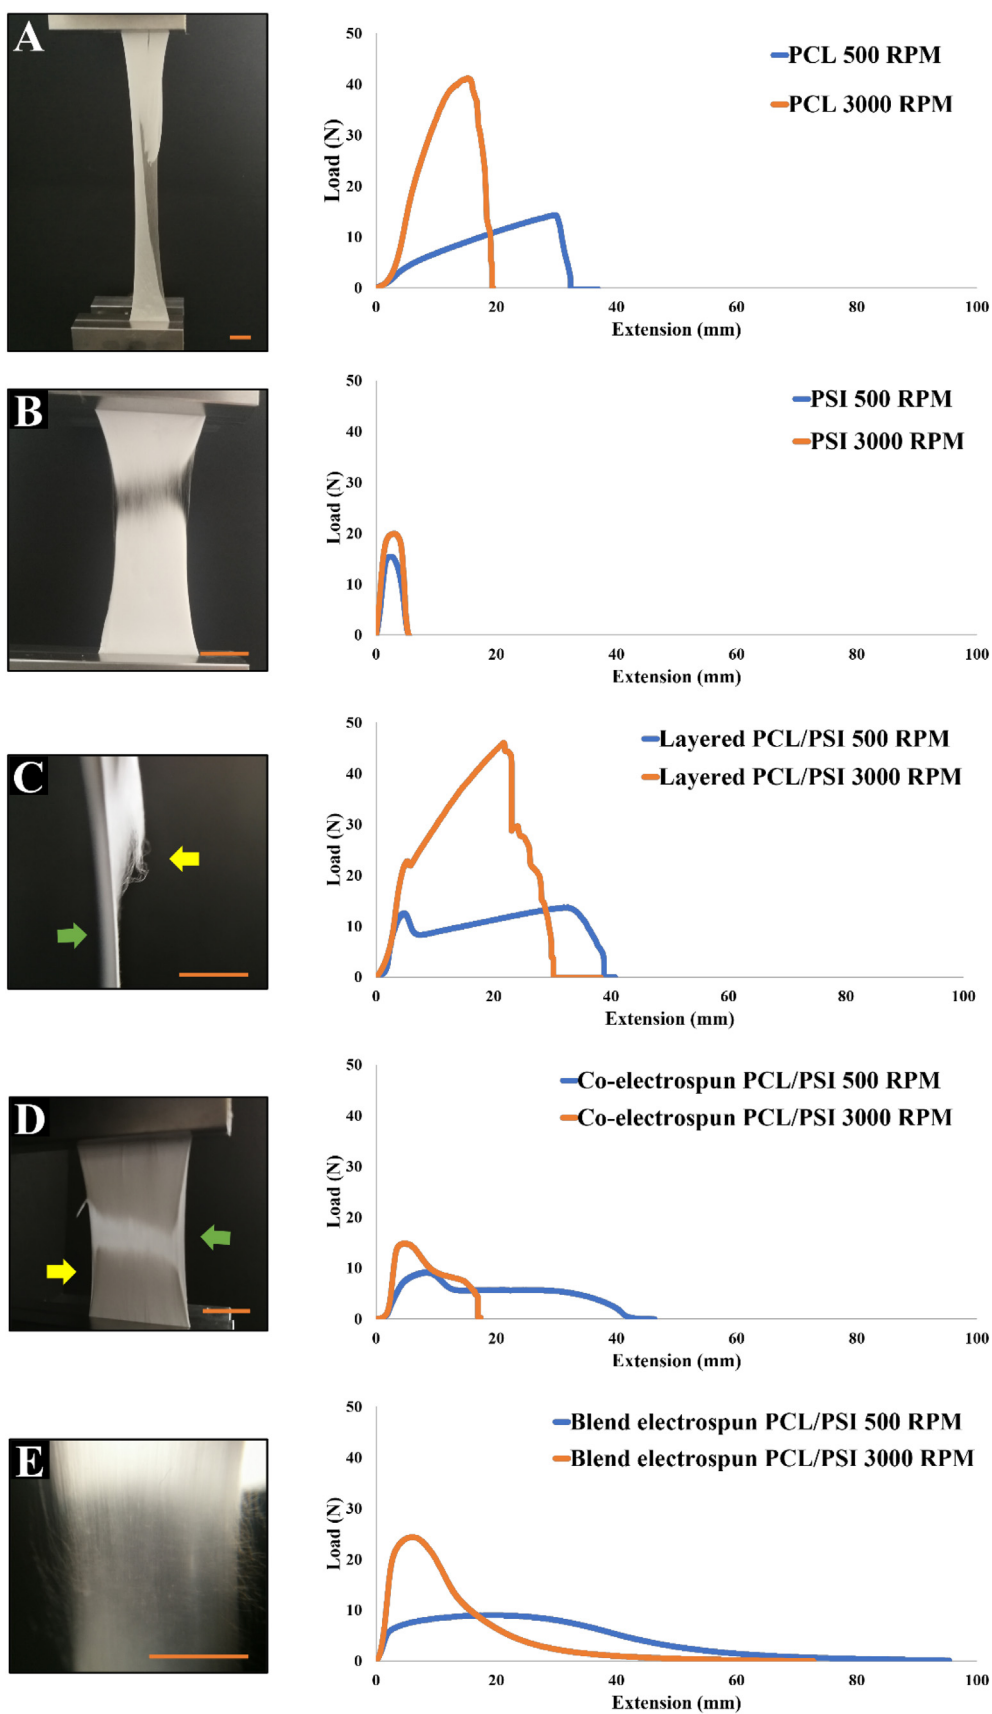 A
50
40
30
20
10
0
Load (N)
PCL 500 RPM
PCL 3000 RPM
0 20 40 60 80 100
Extension (mm)
B
50
40
30
20
10
0
Load (N)
PSI 500 RPM
PSI 3000 RPM
0 20 40 60 80 100
Extension (mm)
C
50
40
30
20
10
0
Load (N)
Layered PCL/PSI 500 RPM
Layered PCL/PSI 3000 RPM
0 20 40 60 80 100
Extension (mm)
D
50
40
30
20
10
0
Load (N)
Co-electrospun PCL/PSI 500 RPM
Co-electrospun PCL/PSI 3000 RPM
0 20 40 60 80 100
Extension (mm)
E
50
40
30
20
10
0
Load (N)
Blend electrospun PCL/PSI 500 RPM
Blend electrospun PCL/PSI 3000 RPM
0 20 40 60 80 100
Extension (mm)